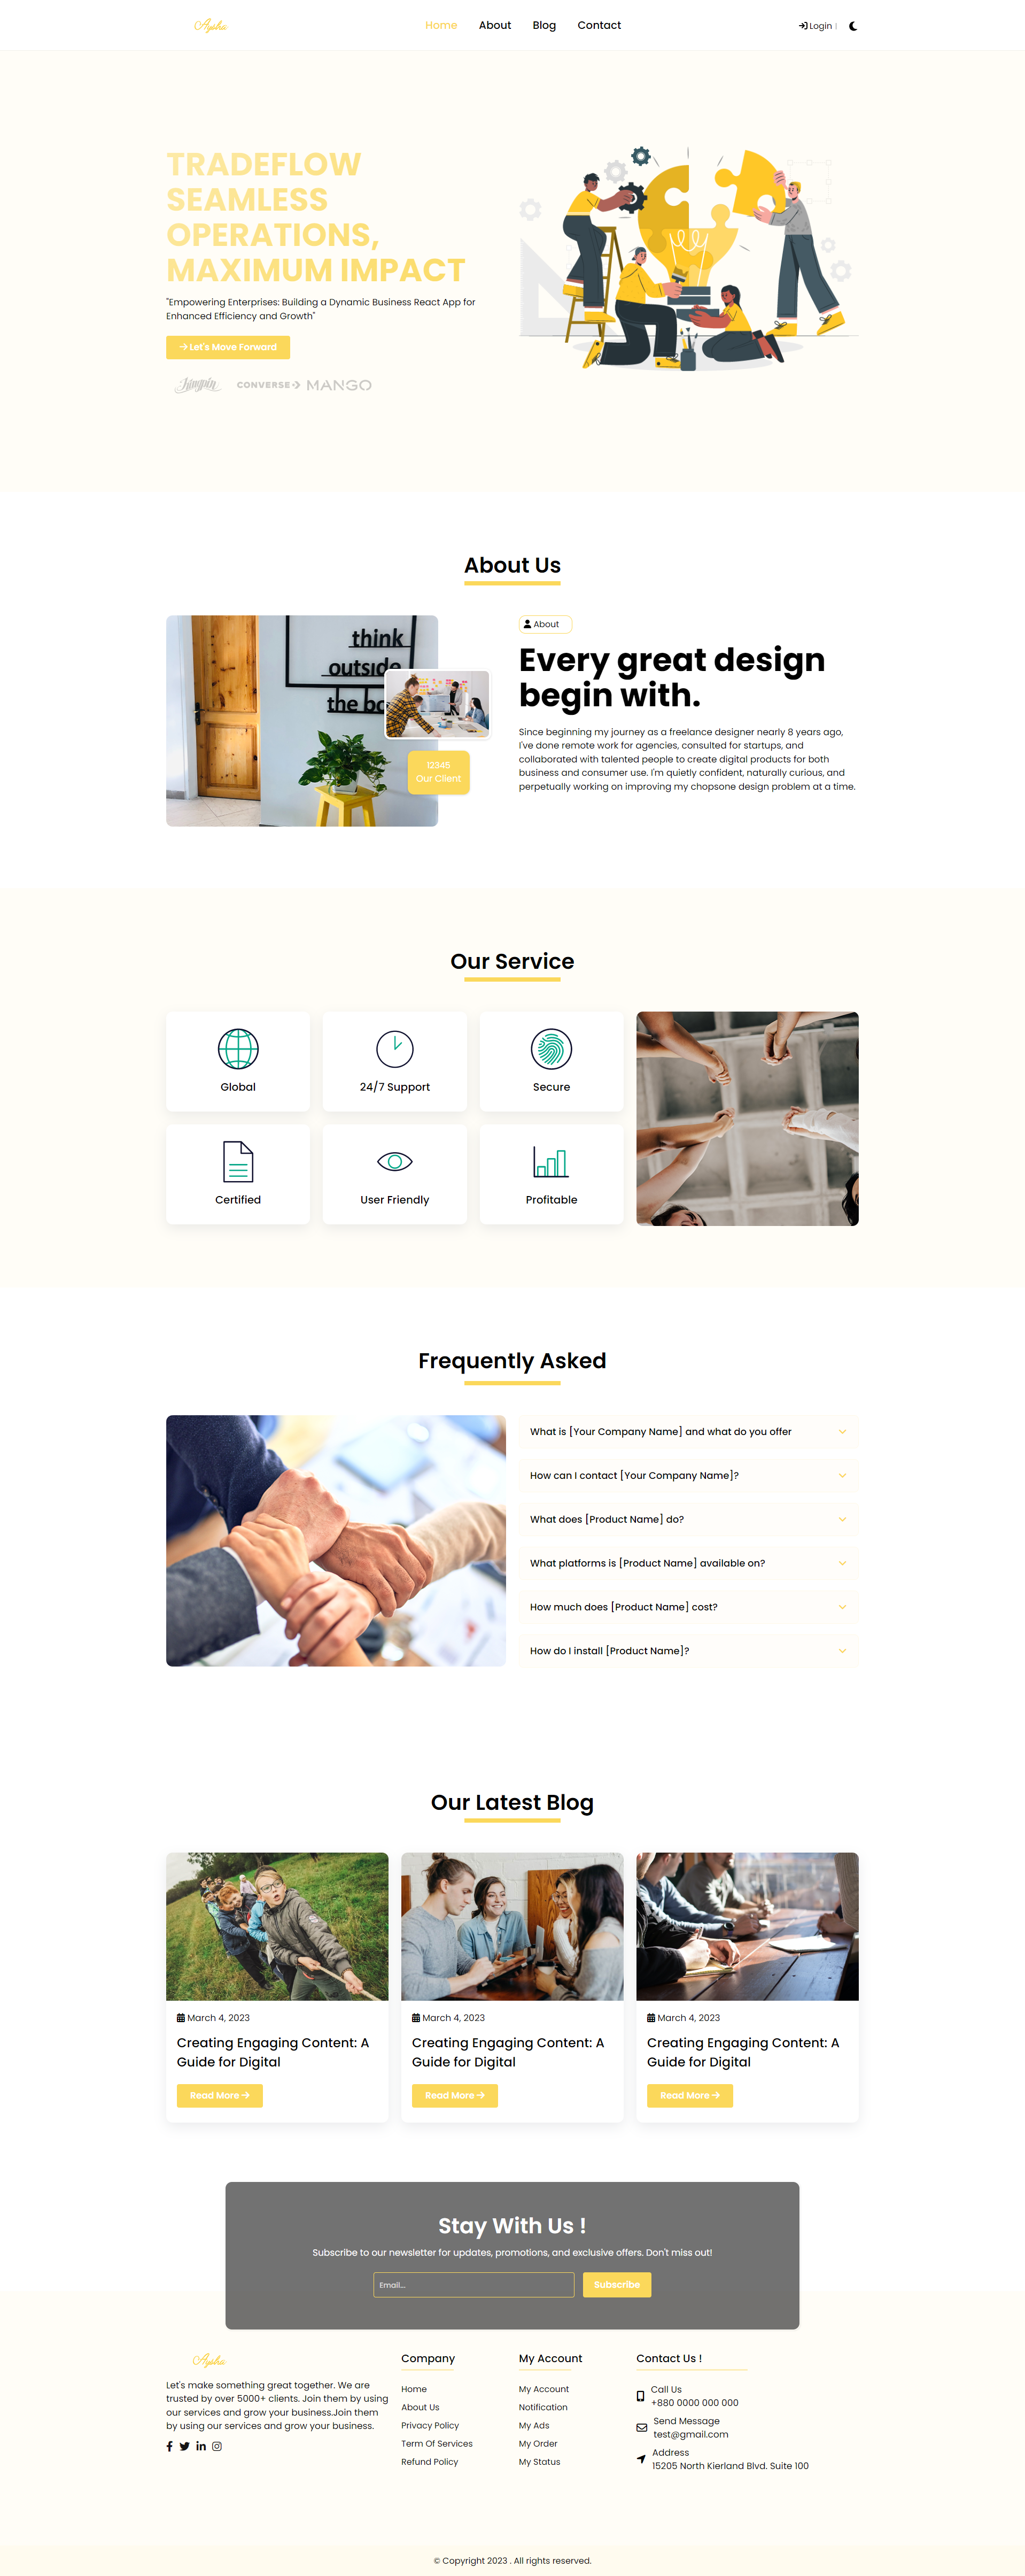 Aysha
Home
About
Blog
Contact
Login |
TRADEFLOW
SEAMLESS
OPERATIONS,
MAXIMUM IMPACT
"Empowering Enterprises: Building a Dynamic Business React App for
Enhanced Efficiency and Growth"
Let's Move Forward
Kingpin
CONVERSE
MANGO
About Us
think
outside
the bo
12345
Our Client
About
Every great design
begin with.
Since beginning my journey as a freelance designer nearly 8 years ago,
I've done remote work for agencies, consulted for startups, and
collaborated with talented people to create digital products for both
business and consumer use. I'm quietly confident, naturally curious, and
perpetually working on improving my chopsone design problem at a time.
Our Service
Global
24/7 Support
Secure
Certified
User Friendly
Profitable
Frequently Asked
What is [Your Company Name] and what do you offer
How can I contact [Your Company Name]?
What does [Product Name] do?
What platforms is [Product Name] available on?
How much does [Product Name] cost?
How do I install [Product Name]?
Our Latest Blog
March 4, 2023
Creating Engaging Content: A
Guide for Digital
Read More
March 4, 2023
Creating Engaging Content: A
Guide for Digital
Read More
March 4, 2023
Creating Engaging Content: A
Guide for Digital
Read More
Stay With Us !
Subscribe to our newsletter for updates, promotions, and exclusive offers. Don't miss out!
Email...
Subscribe
Aysha
Let's make something great together. We are
trusted by over 5000+ clients. Join them by using
our services and grow your business.Join them
by using our services and grow your business.
Company
Home
About Us
Privacy Policy
Term Of Services
Refund Policy
My Account
My Account
Notification
My Ads
My Order
My Status
Contact Us !
Call Us
+880 0000 000 000
Send Message
test@gmail.com
Address
15205 North Kierland Blvd. Suite 100
© Copyright 2023 . All rights reserved.